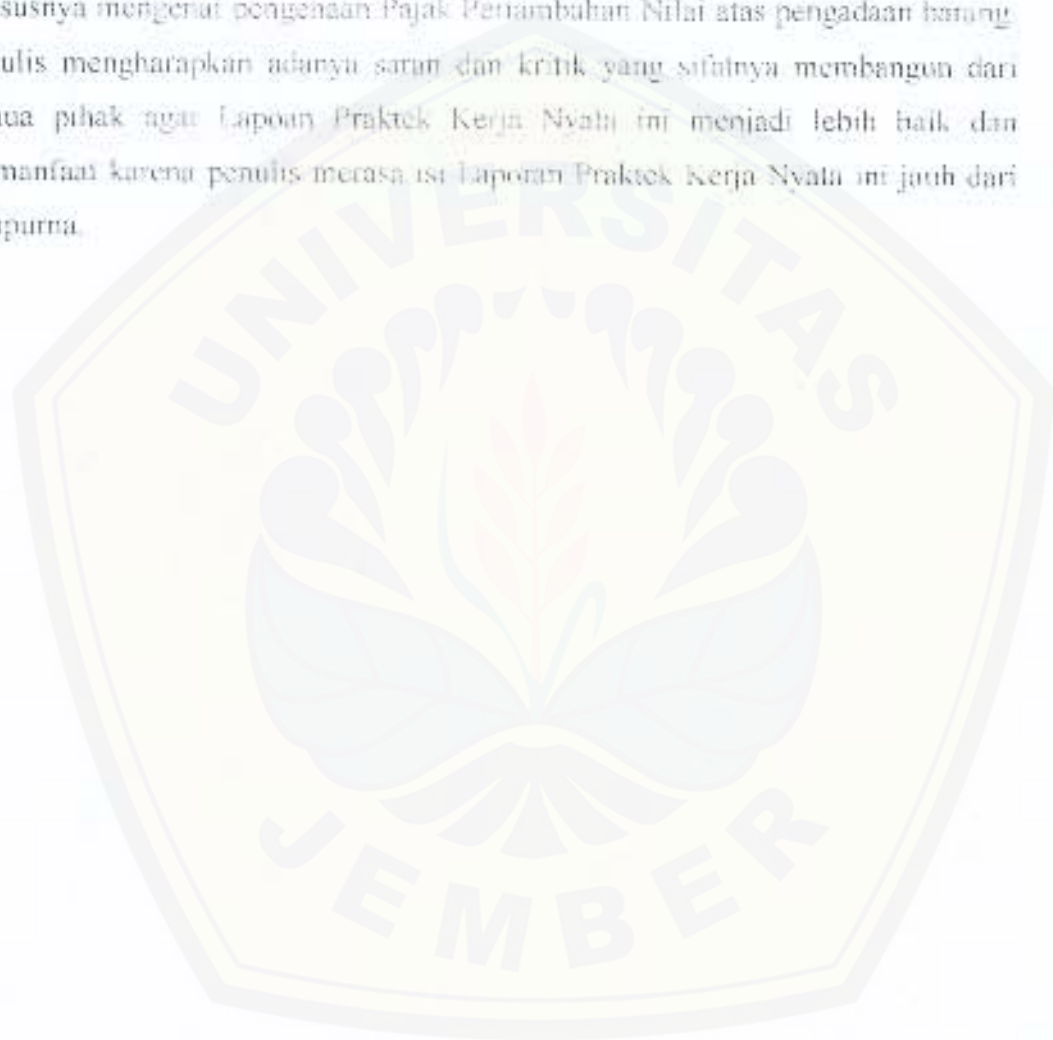 susnya mengenai pengenaan Pajak Pertambahan Nilai atas pengadaan barang.
ulis mengharapkan adanya saran dan kritik yang sifatnya membangun dari
ua pihak agar Lapoan Praktek Kerja Nyata ini menjadi lebih baik dan
manfaat karena penulis merasa isi Laporan Praktek Kerja Nyata ini jauh dari
purna.
UNIVERSITAS
JEMBER